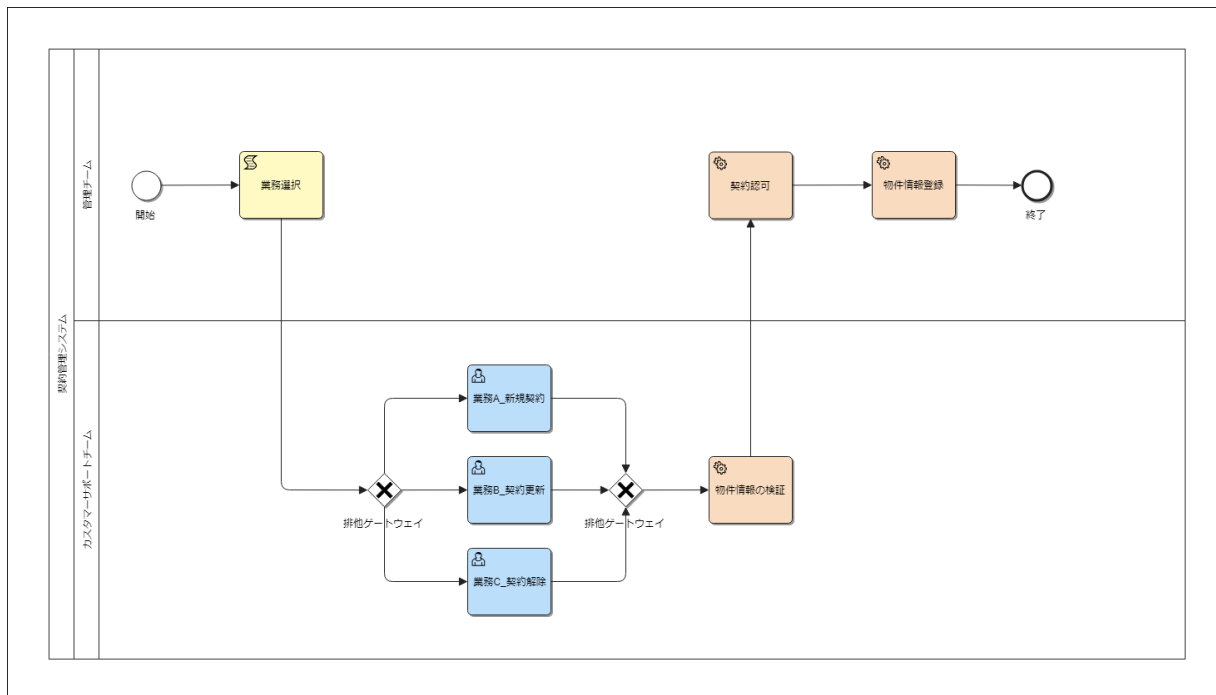 契約管理システム
管理チーム
開始
業務選択
契約認可
物件情報登録
終了
カスタマーサポートチーム
排他ゲートウェイ
業務A_新規契約
業務B_契約更新
業務C_契約解除
排他ゲートウェイ
物件情報の検証